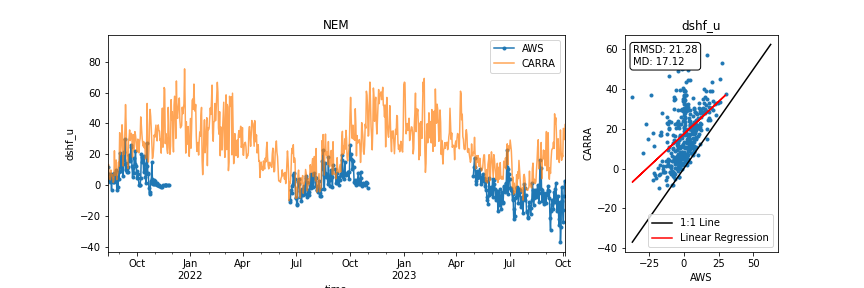 NEM
dshf_u
AWS
CARRA
80
60
40
20
0
−20
−40
dshf_u
Oct
Jan
2022
Apr
Jul
Oct
Jan
2023
Apr
Jul
Oct
time
dshf_u
RMSD: 21.28
MD: 17.12
60
40
20
0
−20
−40
CARRA
1:1 Line
Linear Regression
−25
0
25
50
AWS